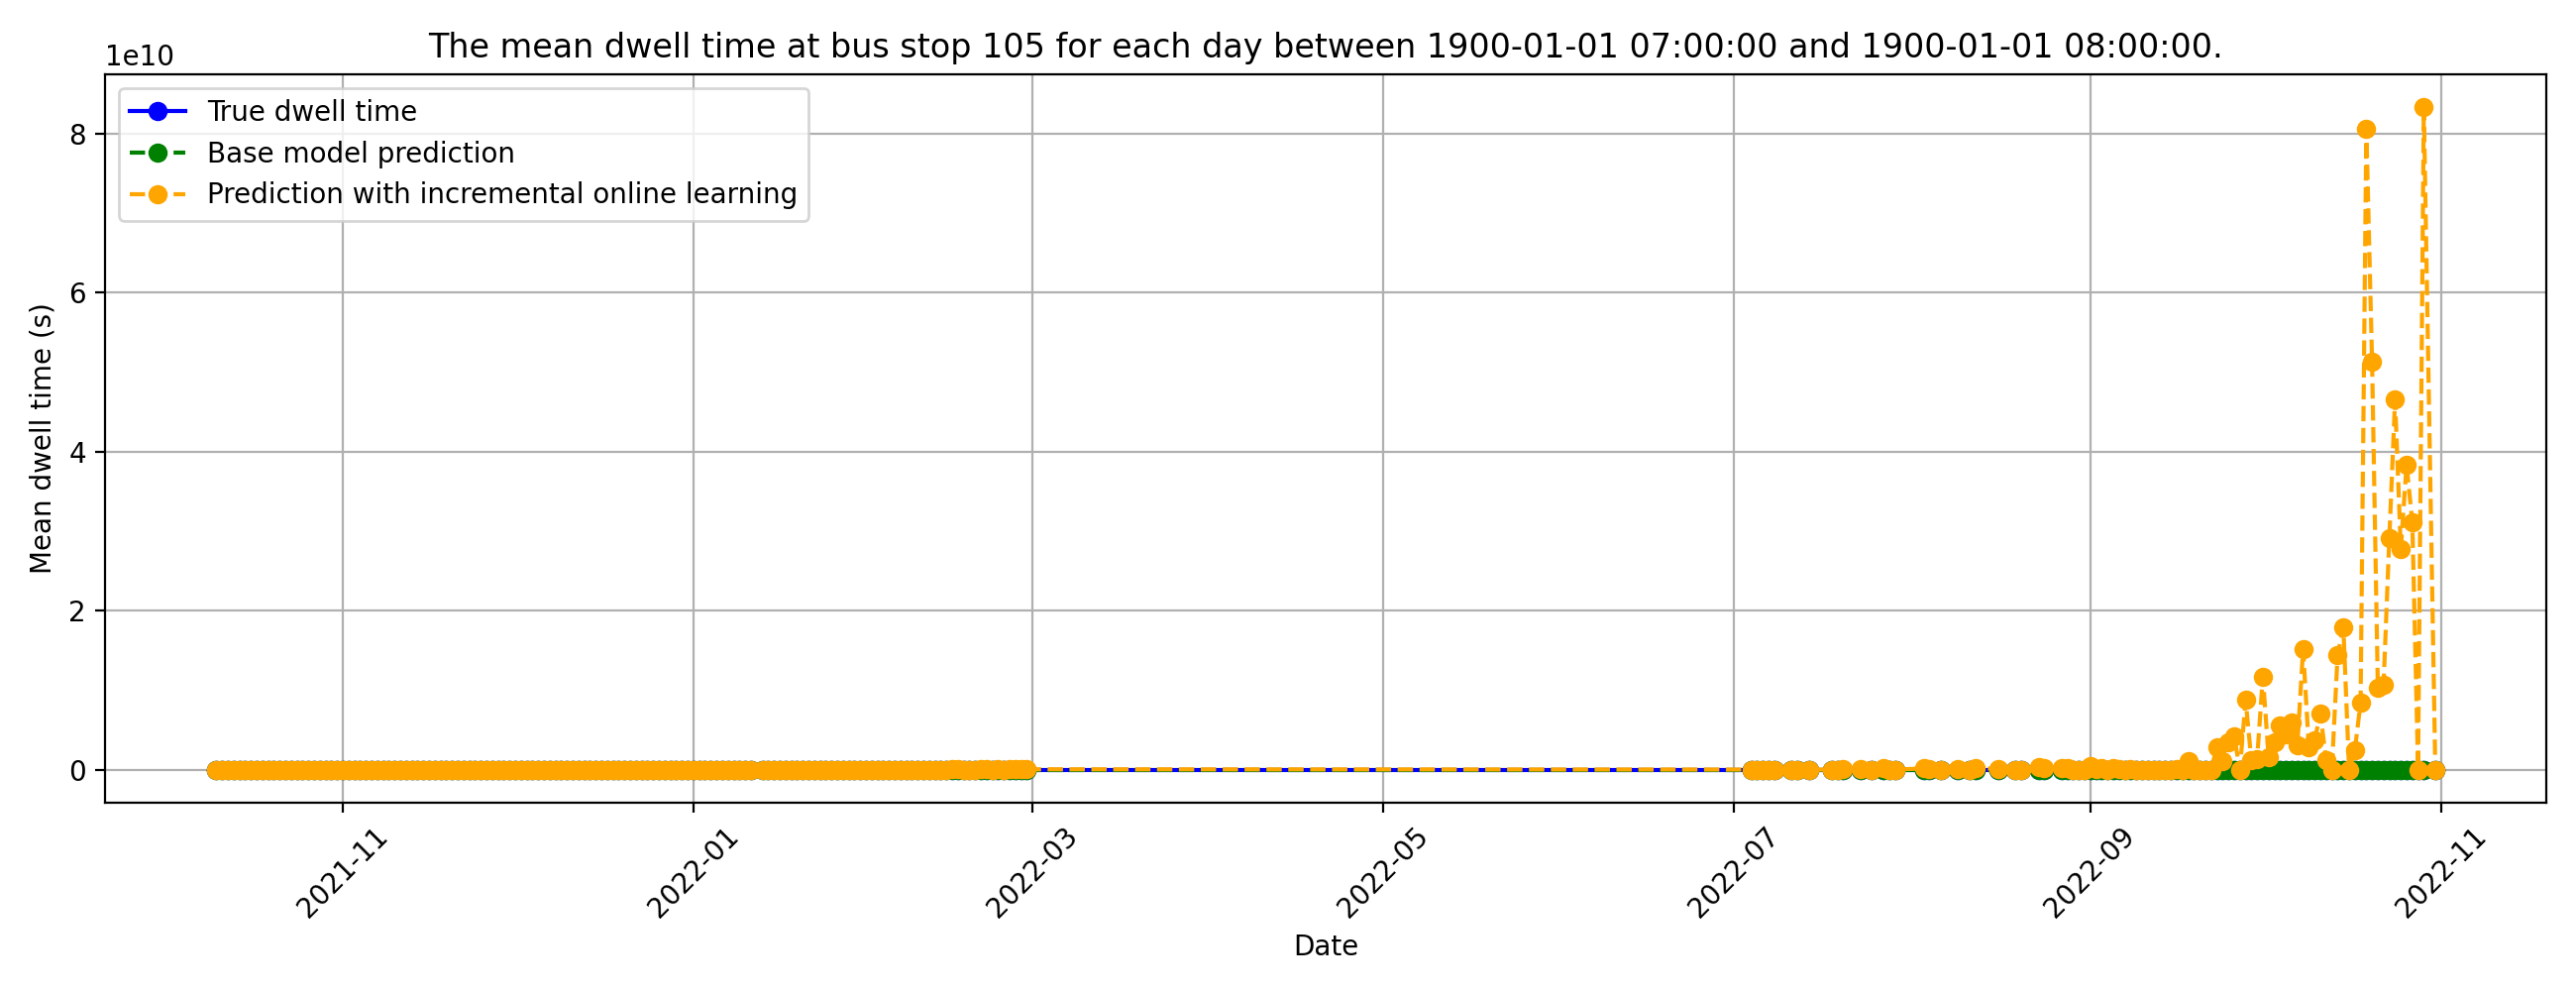 The mean dwell time at bus stop 105 for each day between 1900-01-01 07:00:00 and 1900-01-01 08:00:00.
1e10
True dwell time
Base model prediction
Prediction with incremental online learning
8
6
4
2
0
Mean dwell time (s)
2021-11
2022-01
2022-03
2022-05
2022-07
2022-09
2022-11
Date